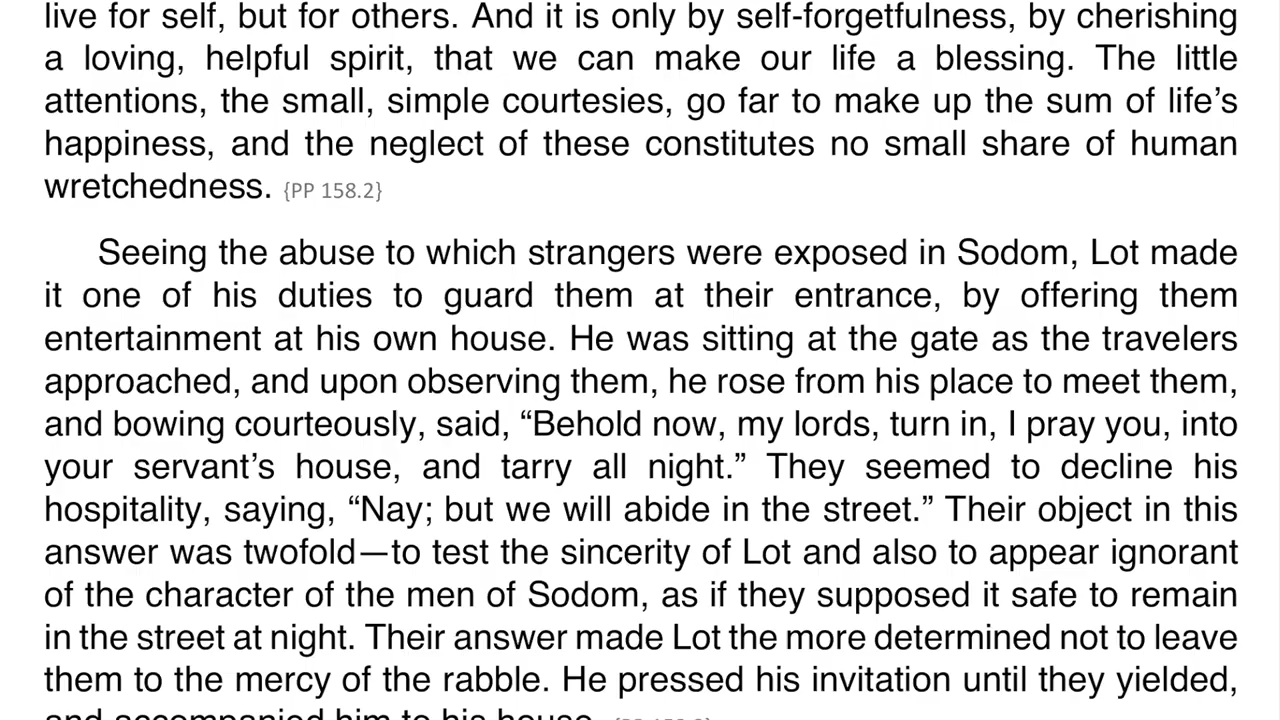 live for self, but for others. And it is only by self-forgetfulness, by cherishing
a loving, helpful spirit, that we can make our life a blessing. The little
attentions, the small, simple courtesies, go far to make up the sum of life’s
happiness, and the neglect of these constitutes no small share of human
wretchedness. {PP 158.2}
Seeing the abuse to which strangers were exposed in Sodom, Lot made
it one of his duties to guard them at their entrance, by offering them
entertainment at his own house. He was sitting at the gate as the travelers
approached, and upon observing them, he rose from his place to meet them,
and bowing courteously, said, “Behold now, my lords, turn in, I pray you, into
your servant’s house, and tarry all night.” They seemed to decline his
hospitality, saying, “Nay; but we will abide in the street.” Their object in this
answer was twofold—to test the sincerity of Lot and also to appear ignorant
of the character of the men of Sodom, as if they supposed it safe to remain
in the street at night. Their answer made Lot the more determined not to leave
them to the mercy of the rabble. He pressed his invitation until they yielded,
and accompanied him to his house.